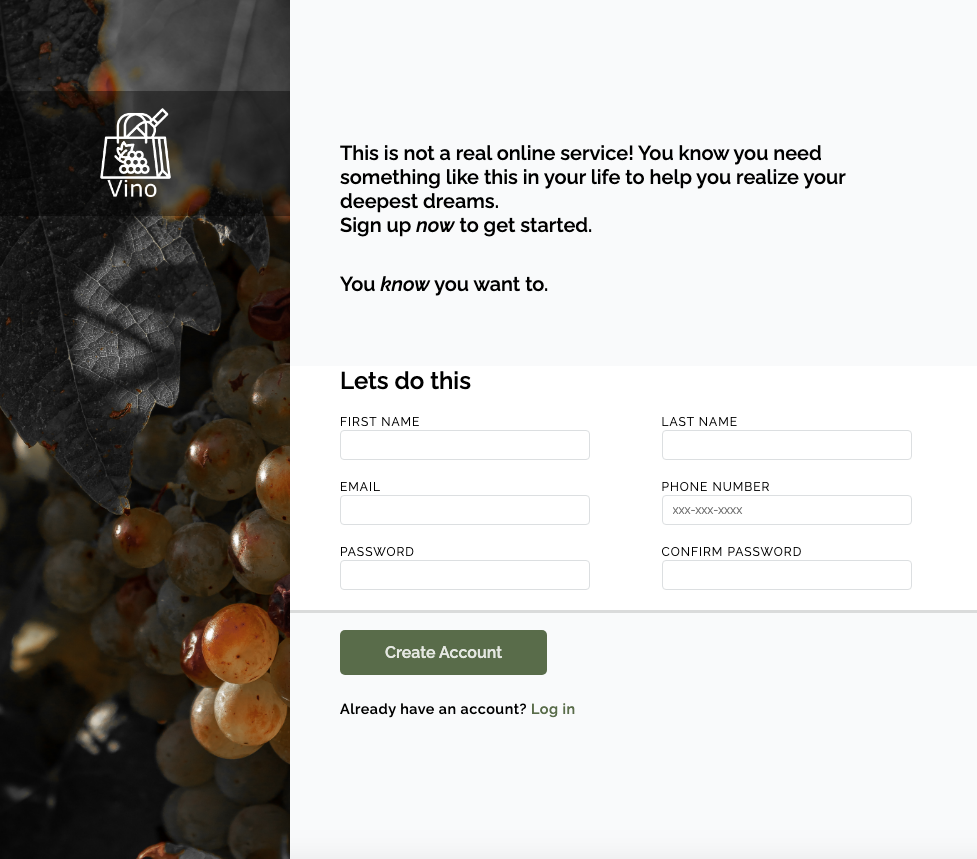 Vino
This is not a real online service! You know you need
something like this in your life to help you realize your
deepest dreams.
Sign up now to get started.
You know you want to.
Lets do this
FIRST NAME
LAST NAME
EMAIL
PHONE NUMBER
xxx-xxx-xxxx
PASSWORD
CONFIRM PASSWORD
Create Account
Already have an account? Log in